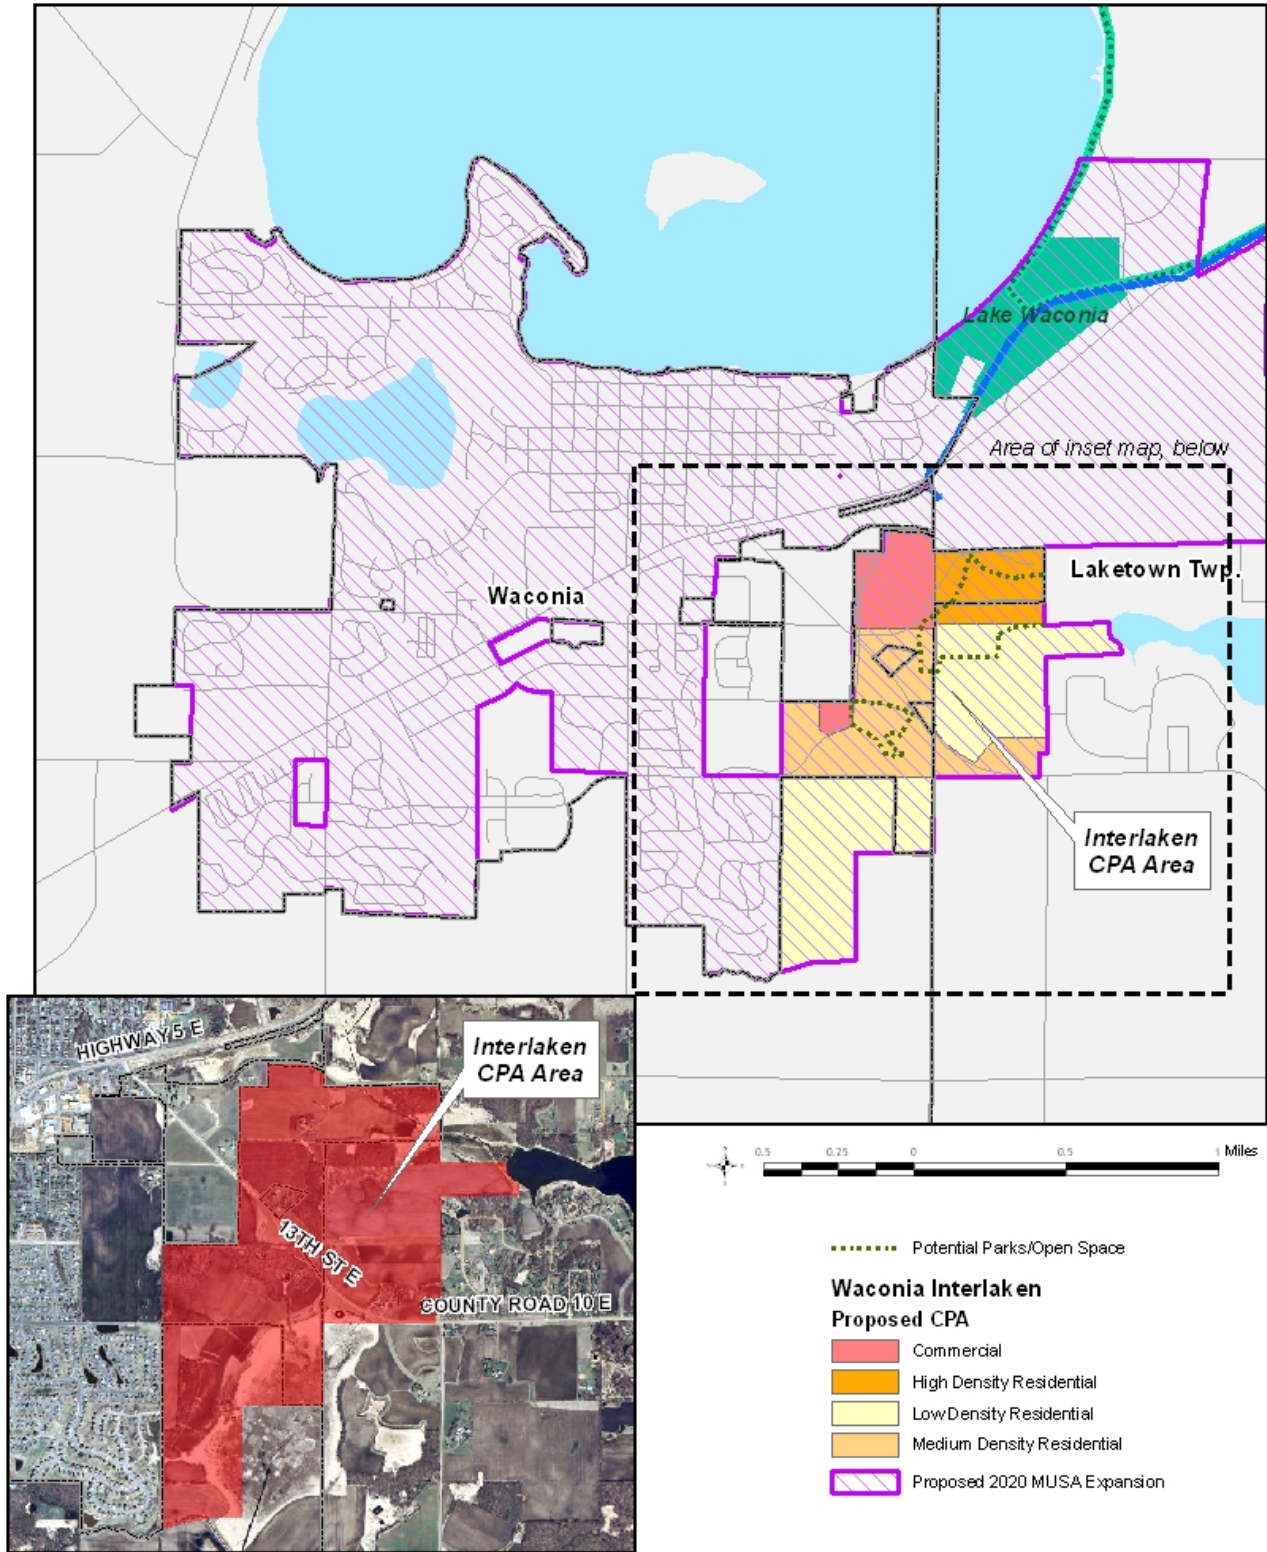 Lake Waconia
Area of inset map, below
Laketown Twp.
Waconia
Interlaken
CPA Area
HIGHWAY 5 E
Interlaken
CPA Area
13TH ST E
COUNTY ROAD 10 E
0.5 0.25 0 0.5 1 Miles
Potential Parks/Open Space
Waconia Interlaken
Proposed CPA
Commercial
High Density Residential
Low Density Residential
Medium Density Residential
Proposed 2020 MUSA Expansion